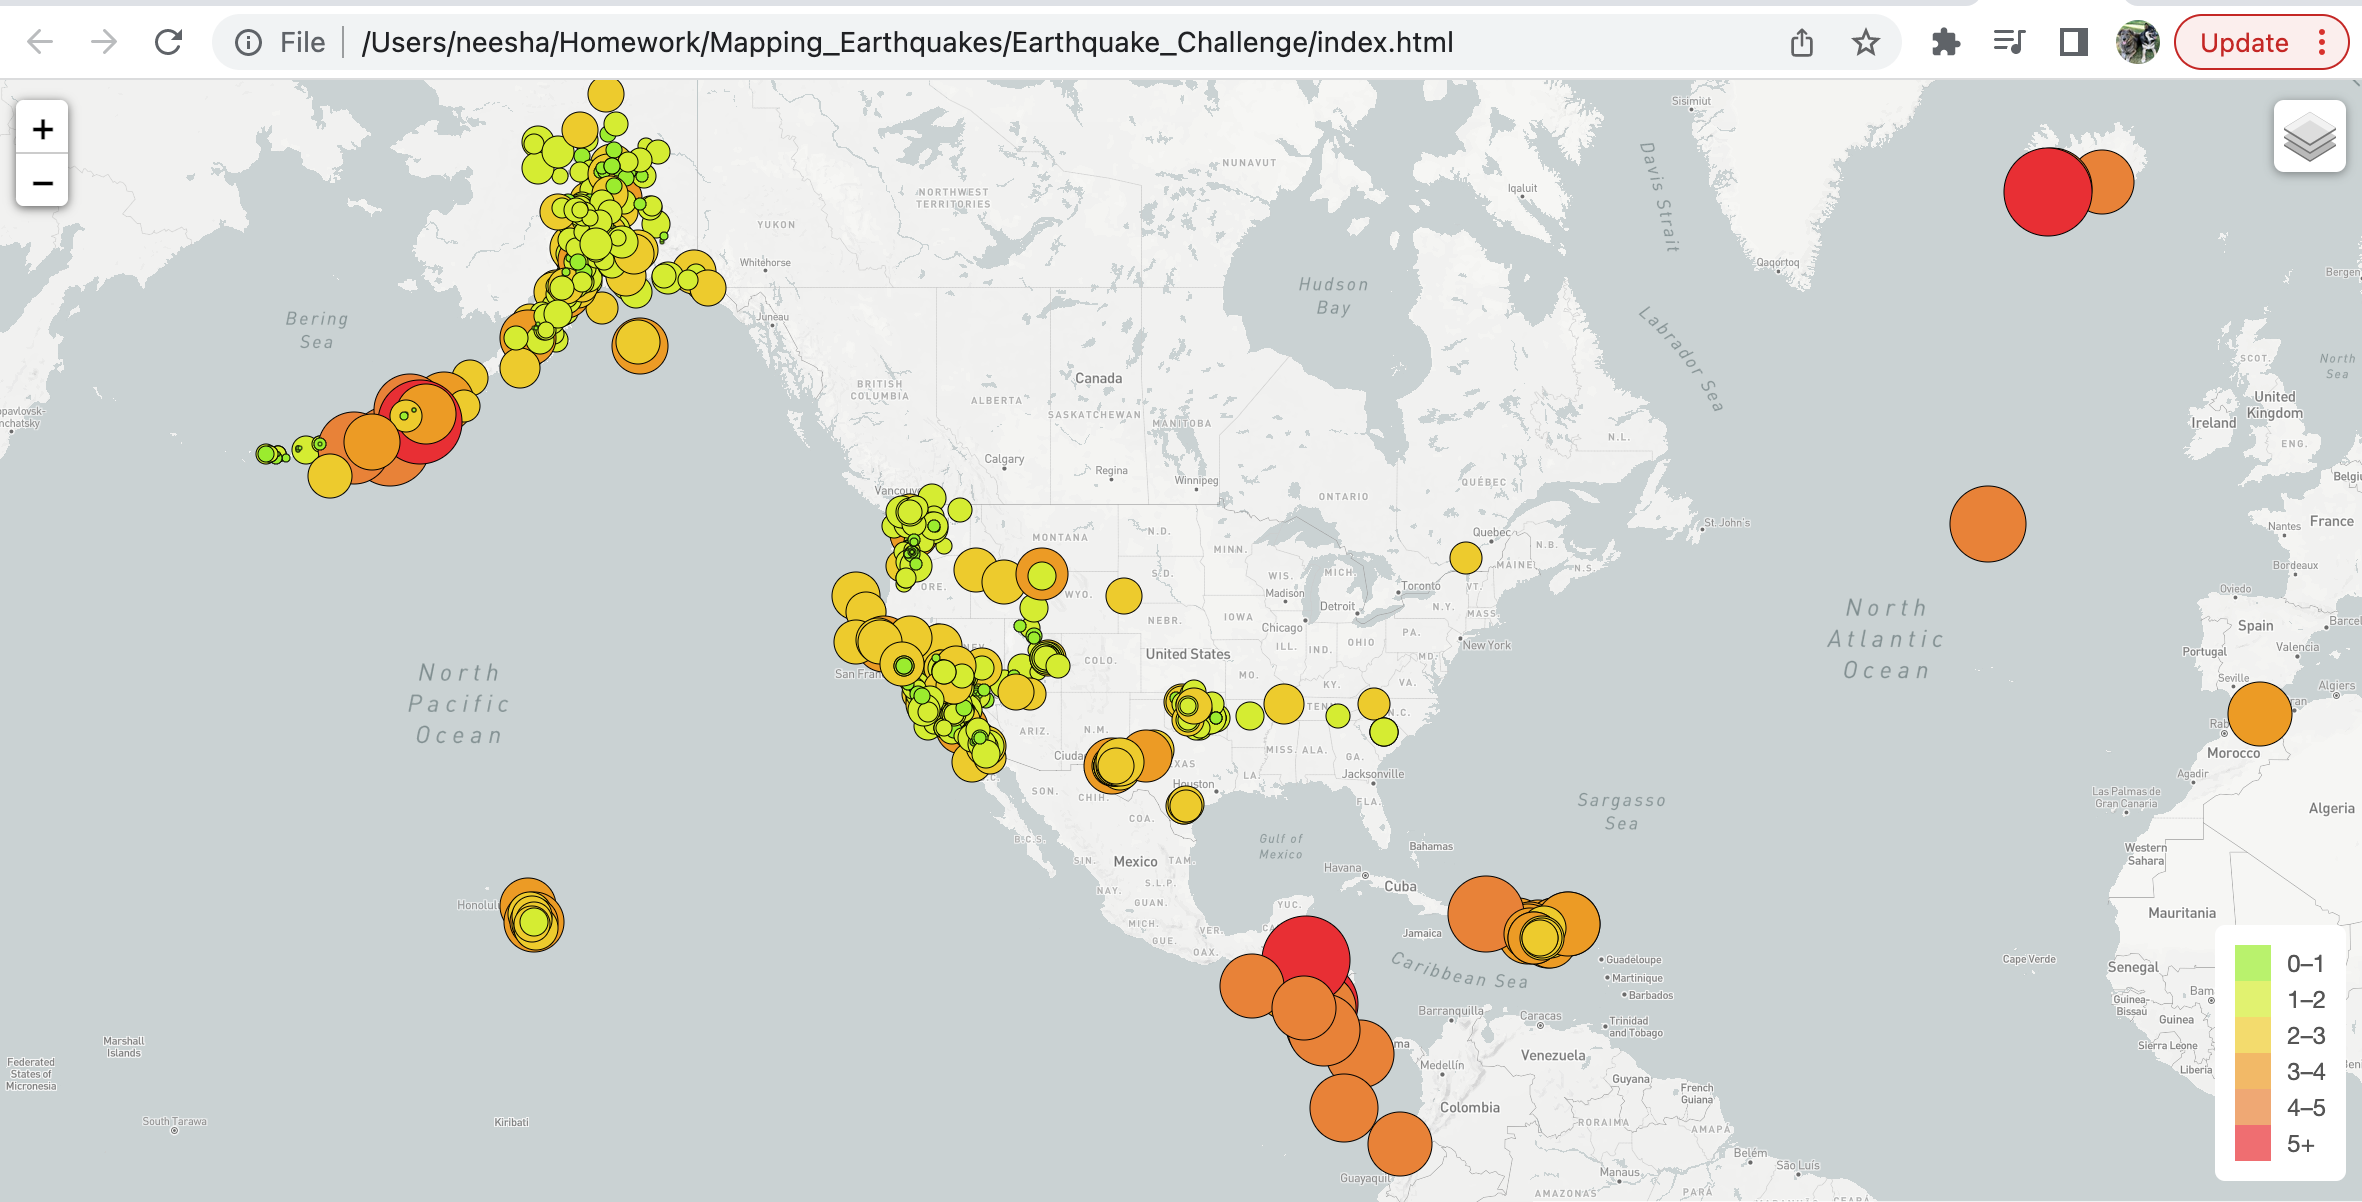 File
/Users/neesha/Homework/Mapping_Earthquakes/Earthquake_Challenge/index.html
Update
+
−
Sisimiut
Davis Strait
NUNAVUT
Iqaluit
NORTHWEST
TERRITORIES
YUKON
Whitehorse
Qaqortoq
Bergen
Hudson
Bay
Bering
Sea
Juneau
Labrador Sea
SCOT.
North
Sea
Canada
BRITISH
COLUMBIA
ALBERTA
SASKATCHEWAN
MANITOBA
United
Kingdom
Ireland
N.L.
ENG.
Calgary
Regina
Winnipeg
QUÉBEC
ONTARIO
Belgi
St. John's
Nantes
France
MONTANA
N.D.
MINN.
Quebec
N.B.
MAINE
N.S.
Bordeaux
ORE.
S.D.
WIS.
MICH.
Toronto
VT.
Oviedo
WYO.
Madison
Detroit
N.Y.
MASS
North
Atlantic
Ocean
NEBR.
IOWA
Chicago
Spain
Barcel
PA.
OHIO
New York
Portugal
Valencia
United States
ILL.
IND.
MD.
COLO.
North
Pacific
Ocean
San Fran
MO.
KY.
VA.
Seville
Algiers
N.C.
ARIZ.
N.M.
MISS.
ALA.
GA.
Morocco
Jacksonville
Agadir
Houston
LA.
SON.
CHIH.
FLA.
Las Palmas de
Gran Canaria
Algeria
Sargasso
Sea
COA.
B.C.S.
Gulf of
Mexico
Bahamas
Western
Sahara
SIN.
Mexico
TAM.
Havana
Cuba
NAY.
S.L.P.
GUAN.
YUC.
Mauritania
MICH.
VER.
GUE.
OAX.
Jamaica
Caribbean Sea
Guadeloupe
Martinique
Barbados
Cape Verde
Senegal
Barranquilla
Caracas
Trinidad
and Tobago
Guinea-
Bissau
Guinea
Marshall
Islands
Federated
States of
Micronesia
Medellín
Venezuela
Sierra Leone
Liberia
Guyana
French
Guiana
Colombia
South Tarawa
Kiribati
RORAIMA
AMAPÁ
Belém
São Luís
Guayaquil
Manaus
AMAZONAS
PARÁ
0–1
1–2
2–3
3–4
4–5
5+